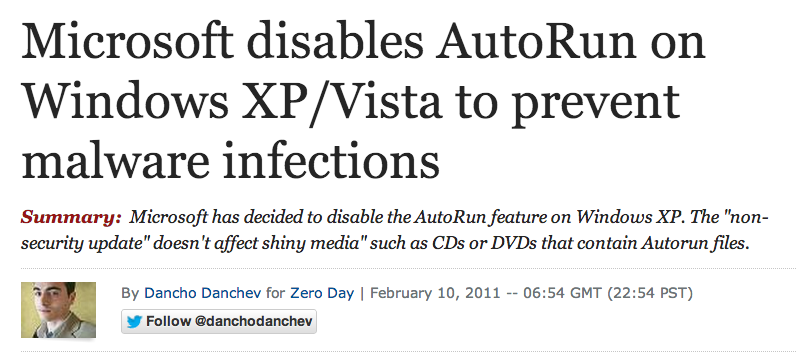 Microsoft disables AutoRun on
Windows XP/Vista to prevent
malware infections
Summary: Microsoft has decided to disable the AutoRun feature on Windows XP. The "non-
security update" doesn't affect shiny media" such as CDs or DVDs that contain Autorun files.
By Dancho Danchev for Zero Day | February 10, 2011 -- 06:54 GMT (22:54 PST)
Follow @danchodanchev